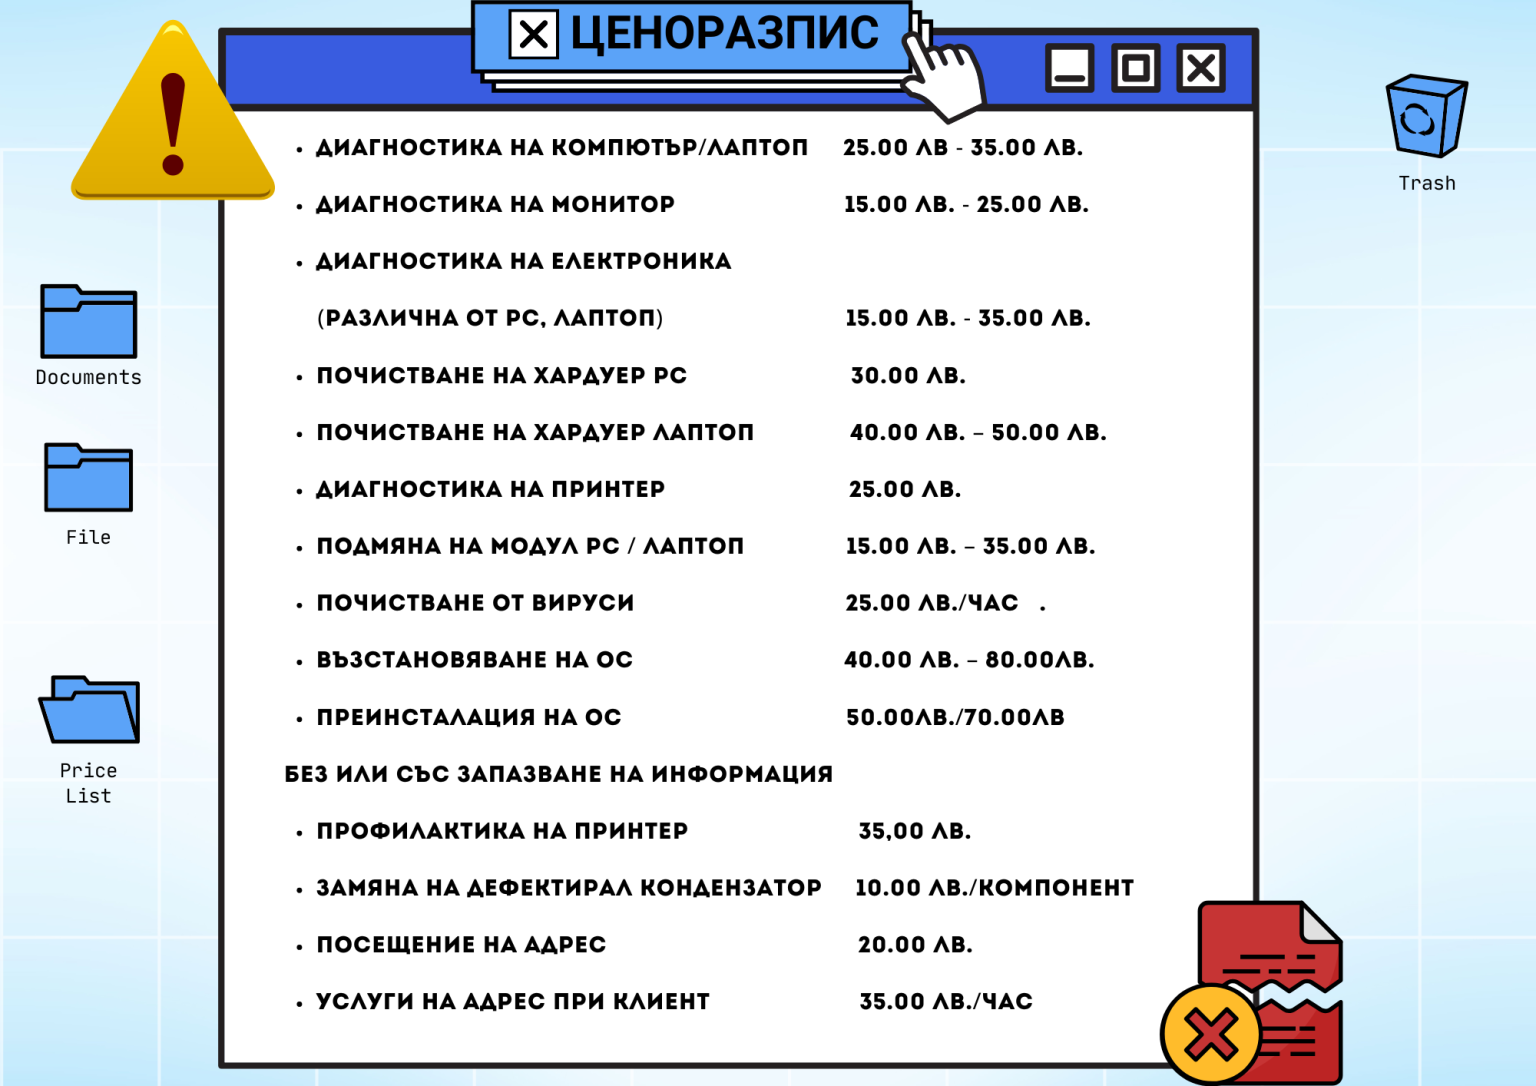 ЦЕНОРАЗПИС
• ДИАГНОСТИКА НА КОМПЮТЪР/ЛАПТОП 25.00 ЛВ - 35.00 ЛВ.
• ДИАГНОСТИКА НА МОНИТОР 15.00 ЛВ. - 25.00 ЛВ.
• ДИАГНОСТИКА НА ЕЛЕКТРОНИКА
(РАЗЛИЧНА ОТ PC, ЛАПТОП) 15.00 ЛВ. - 35.00 ЛВ.
• ПОЧИСТВАНЕ НА ХАРДУЕР PC 30.00 ЛВ.
• ПОЧИСТВАНЕ НА ХАРДУЕР ЛАПТОП 40.00 ЛВ. – 50.00 ЛВ.
• ДИАГНОСТИКА НА ПРИНТЕР 25.00 ЛВ.
• ПОДМЯНА НА МОДУЛ PC / ЛАПТОП 15.00 ЛВ. – 35.00 ЛВ.
• ПОЧИСТВАНЕ ОТ ВИРУСИ 25.00 ЛВ./ЧАС .
• ВЪЗСТАНОВЯВАНЕ НА ОС 40.00 ЛВ. – 80.00ЛВ.
• ПРЕИНСТАЛАЦИЯ НА ОС 50.00ЛВ./70.00ЛВ
БЕЗ ИЛИ СЪС ЗАПАЗВАНЕ НА ИНФОРМАЦИЯ
• ПРОФИЛАКТИКА НА ПРИНТЕР 35,00 ЛВ.
• ЗАМЯНА НА ДЕФЕКТИРАЛ КОНДЕНЗАТОР 10.00 ЛВ./КОМПОНЕНТ
• ПОСЕЩЕНИЕ НА АДРЕС 20.00 ЛВ.
• УСЛУГИ НА АДРЕС ПРИ КЛИЕНТ 35.00 ЛВ./ЧАС
Documents
File
Price
List
Trash